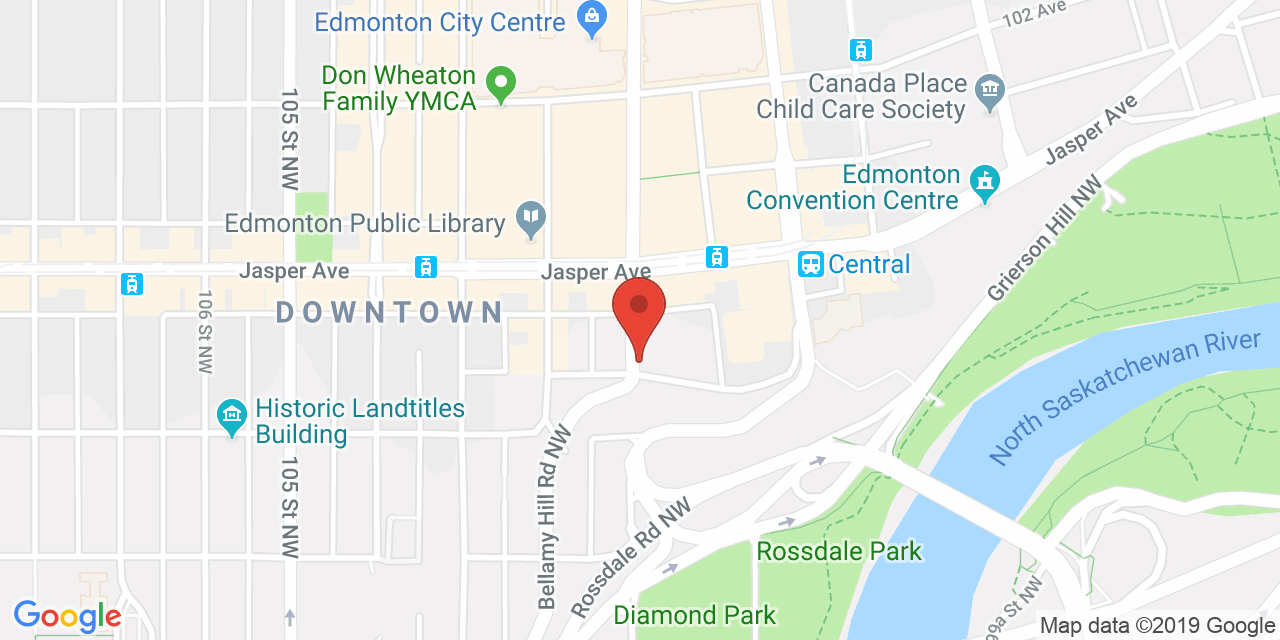 102 Ave
Edmonton City Centre
Don Wheaton
Family YMCA
Canada Place
Child Care Society
105 St NW
Jasper Ave
Edmonton
Convention Centre
Edmonton Public Library
Grierson Hill NW
Jasper Ave
Jasper Ave
Central
106 St NW
DOWNTOWN
North Saskatchewan River
Historic Landtitles
Building
Bellamy Hill Rd NW
105 St NW
Rossdale Rd NW
Rossdale Park
Diamond Park
99a St NW
Google
Map data ©2019 Google